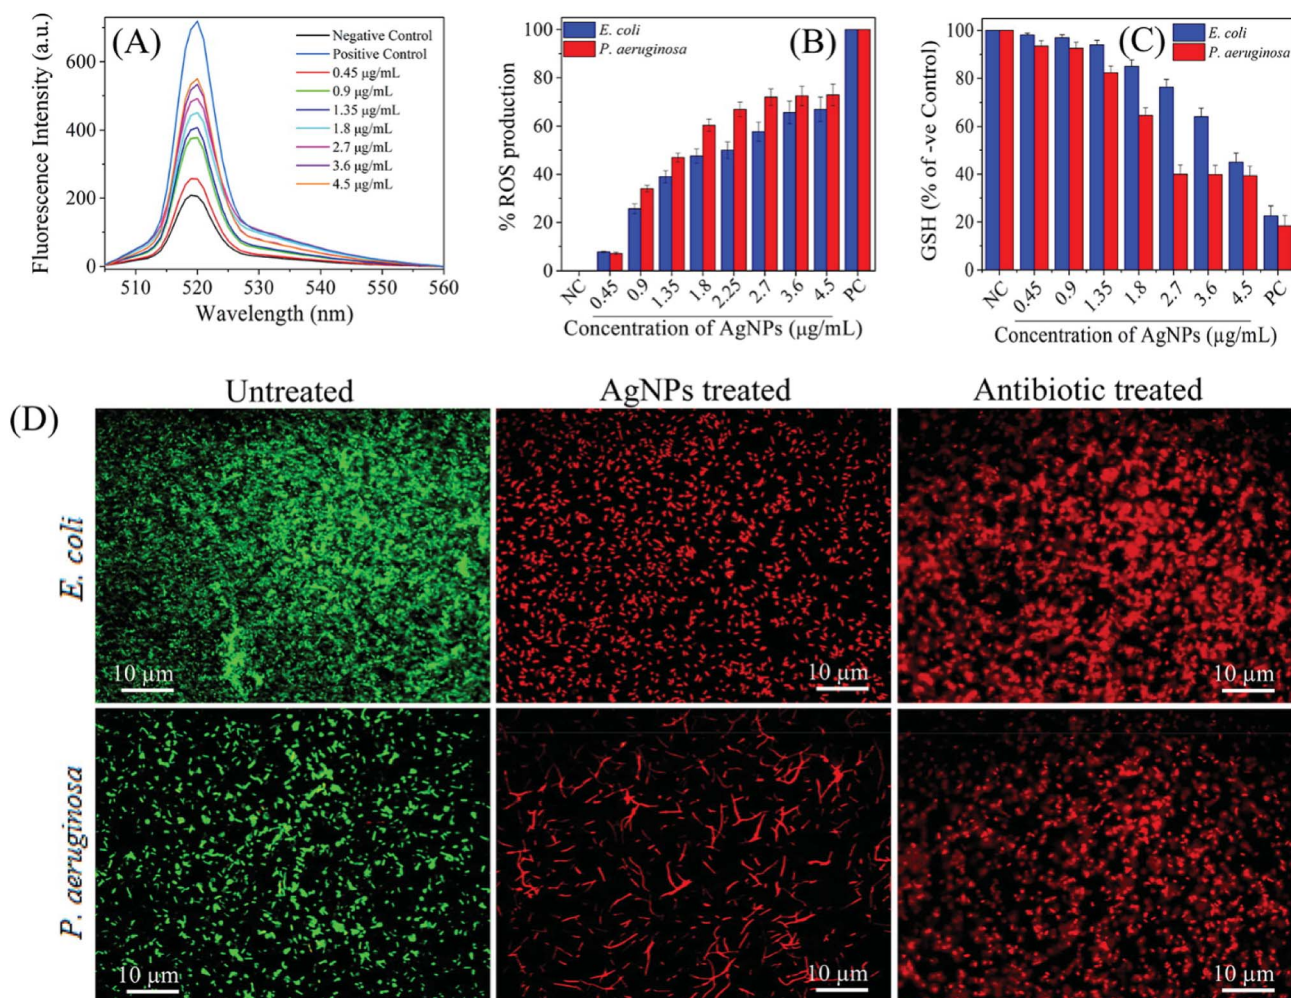 (A)
Fluorescence Intensity (a.u.)
600
400
200
0
510
520
530
540
550
560
Wavelength (nm)
Negative Control
Positive Control
0.45 µg/mL
0.9 µg/mL
1.35 µg/mL
1.8 µg/mL
2.7 µg/mL
3.6 µg/mL
4.5 µg/mL
(B)
% ROS production
100
80
60
40
20
0
E. coli
P. aeruginosa
NC
0.45
0.9
1.35
1.8
2.25
2.7
3.6
4.5
PC
Concentration of AgNPs (µg/mL)
(C)
GSH (% of -ve Control)
100
80
60
40
20
0
E. coli
P. aeruginosa
NC
0.45
0.9
1.35
1.8
2.7
3.6
4.5
PC
Concentration of AgNPs (µg/mL)
(D)
Untreated
AgNPs treated
Antibiotic treated
E. coli
10 µm
10 µm
10 µm
P. aeruginosa
10 µm
10 µm
10 µm